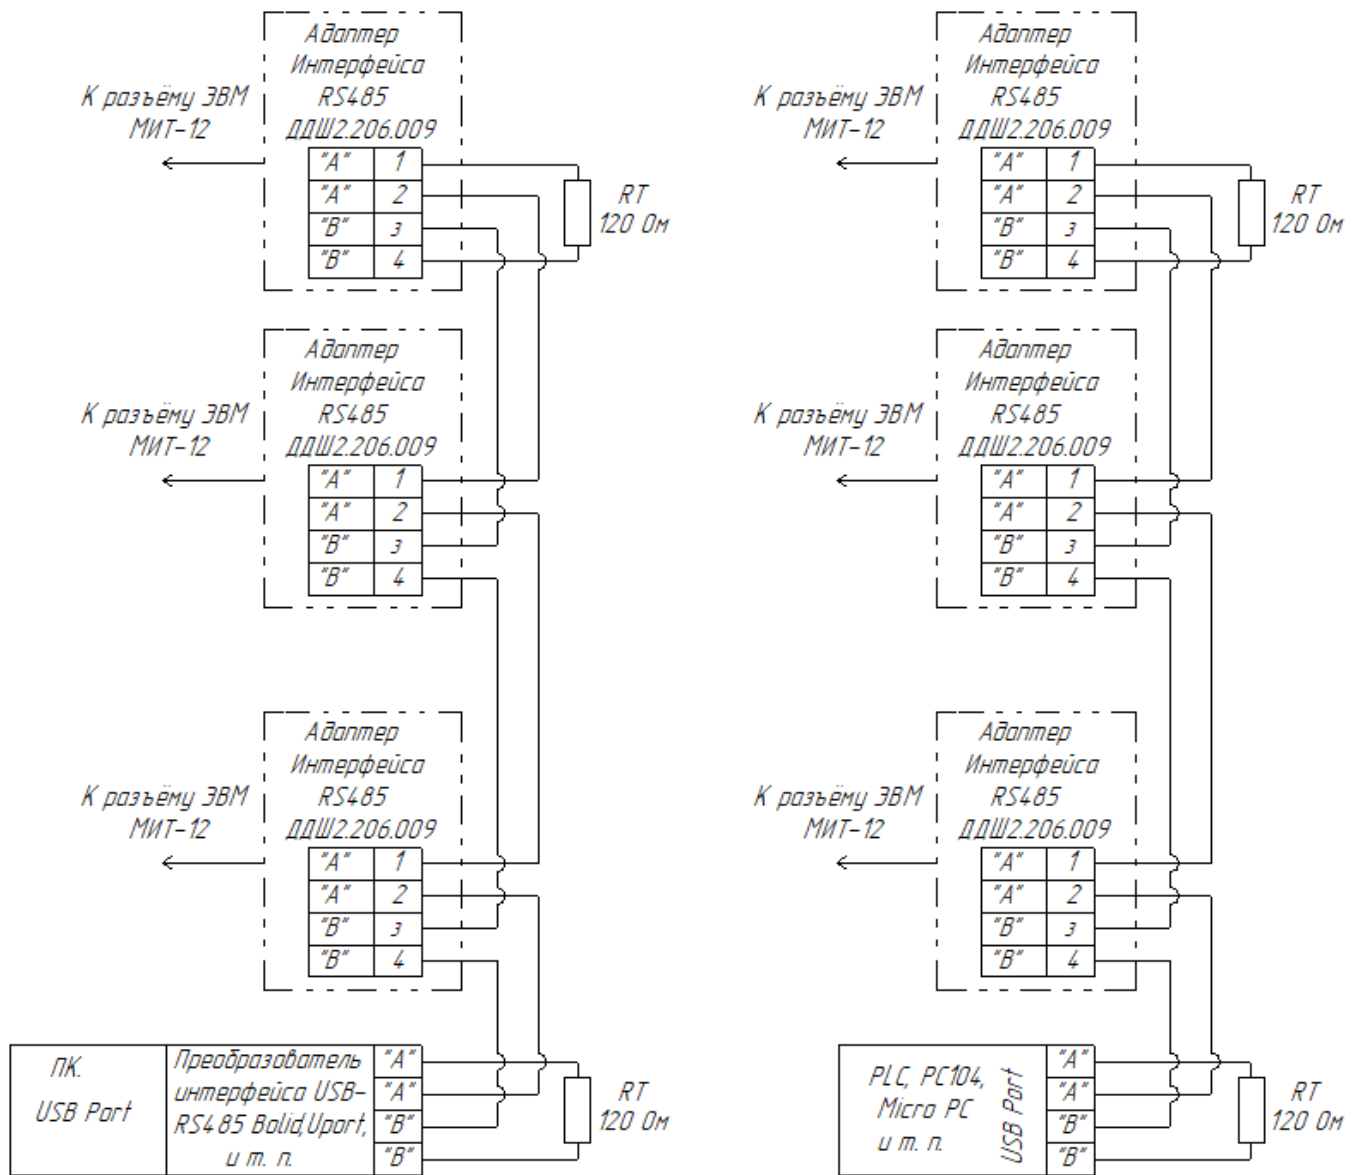 Адаптер
Интерфейса
RS485
ДДШ2.206.009
К разъёму ЭВМ
МИТ-12
"А" 1
"А" 2
"В" 3
"В" 4
RT
120 Ом
Адаптер
Интерфейса
RS485
ДДШ2.206.009
К разъёму ЭВМ
МИТ-12
"А" 1
"А" 2
"В" 3
"В" 4
RT
120 Ом
Адаптер
Интерфейса
RS485
ДДШ2.206.009
К разъёму ЭВМ
МИТ-12
"А" 1
"А" 2
"В" 3
"В" 4
Адаптер
Интерфейса
RS485
ДДШ2.206.009
К разъёму ЭВМ
МИТ-12
"А" 1
"А" 2
"В" 3
"В" 4
Адаптер
Интерфейса
RS485
ДДШ2.206.009
К разъёму ЭВМ
МИТ-12
"А" 1
"А" 2
"В" 3
"В" 4
Адаптер
Интерфейса
RS485
ДДШ2.206.009
К разъёму ЭВМ
МИТ-12
"А" 1
"А" 2
"В" 3
"В" 4
ПК.
USB Port
Преобразователь
интерфейса USB-
RS485 Bolid,Uport,
и т. п.
"А"
"А"
"В"
"В"
RT
120 Ом
PLC, PC104,
Micro PC
и т. п.
USB Port
"А"
"А"
"В"
"В"
RT
120 Ом